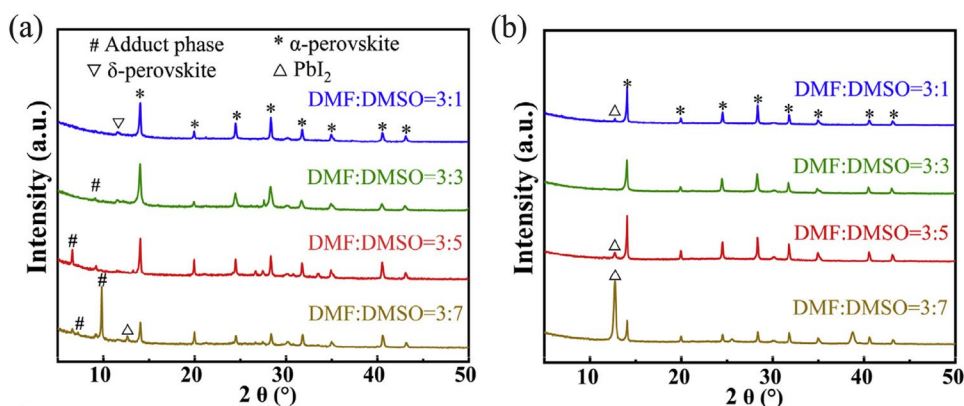 (a)
# Adduct phase * α-perovskite
▽ δ-perovskite △ PbI₂
* * * * * * *
▽
DMF:DMSO=3:1
#
DMF:DMSO=3:3
#
DMF:DMSO=3:5
#
# △
DMF:DMSO=3:7
Intensity (a.u.)
10 20 30 40 50
2 θ (°)
(b)
* * * * * * * *
△
DMF:DMSO=3:1
DMF:DMSO=3:3
△
DMF:DMSO=3:5
△
DMF:DMSO=3:7
Intensity (a.u.)
10 20 30 40 50
2 θ (°)